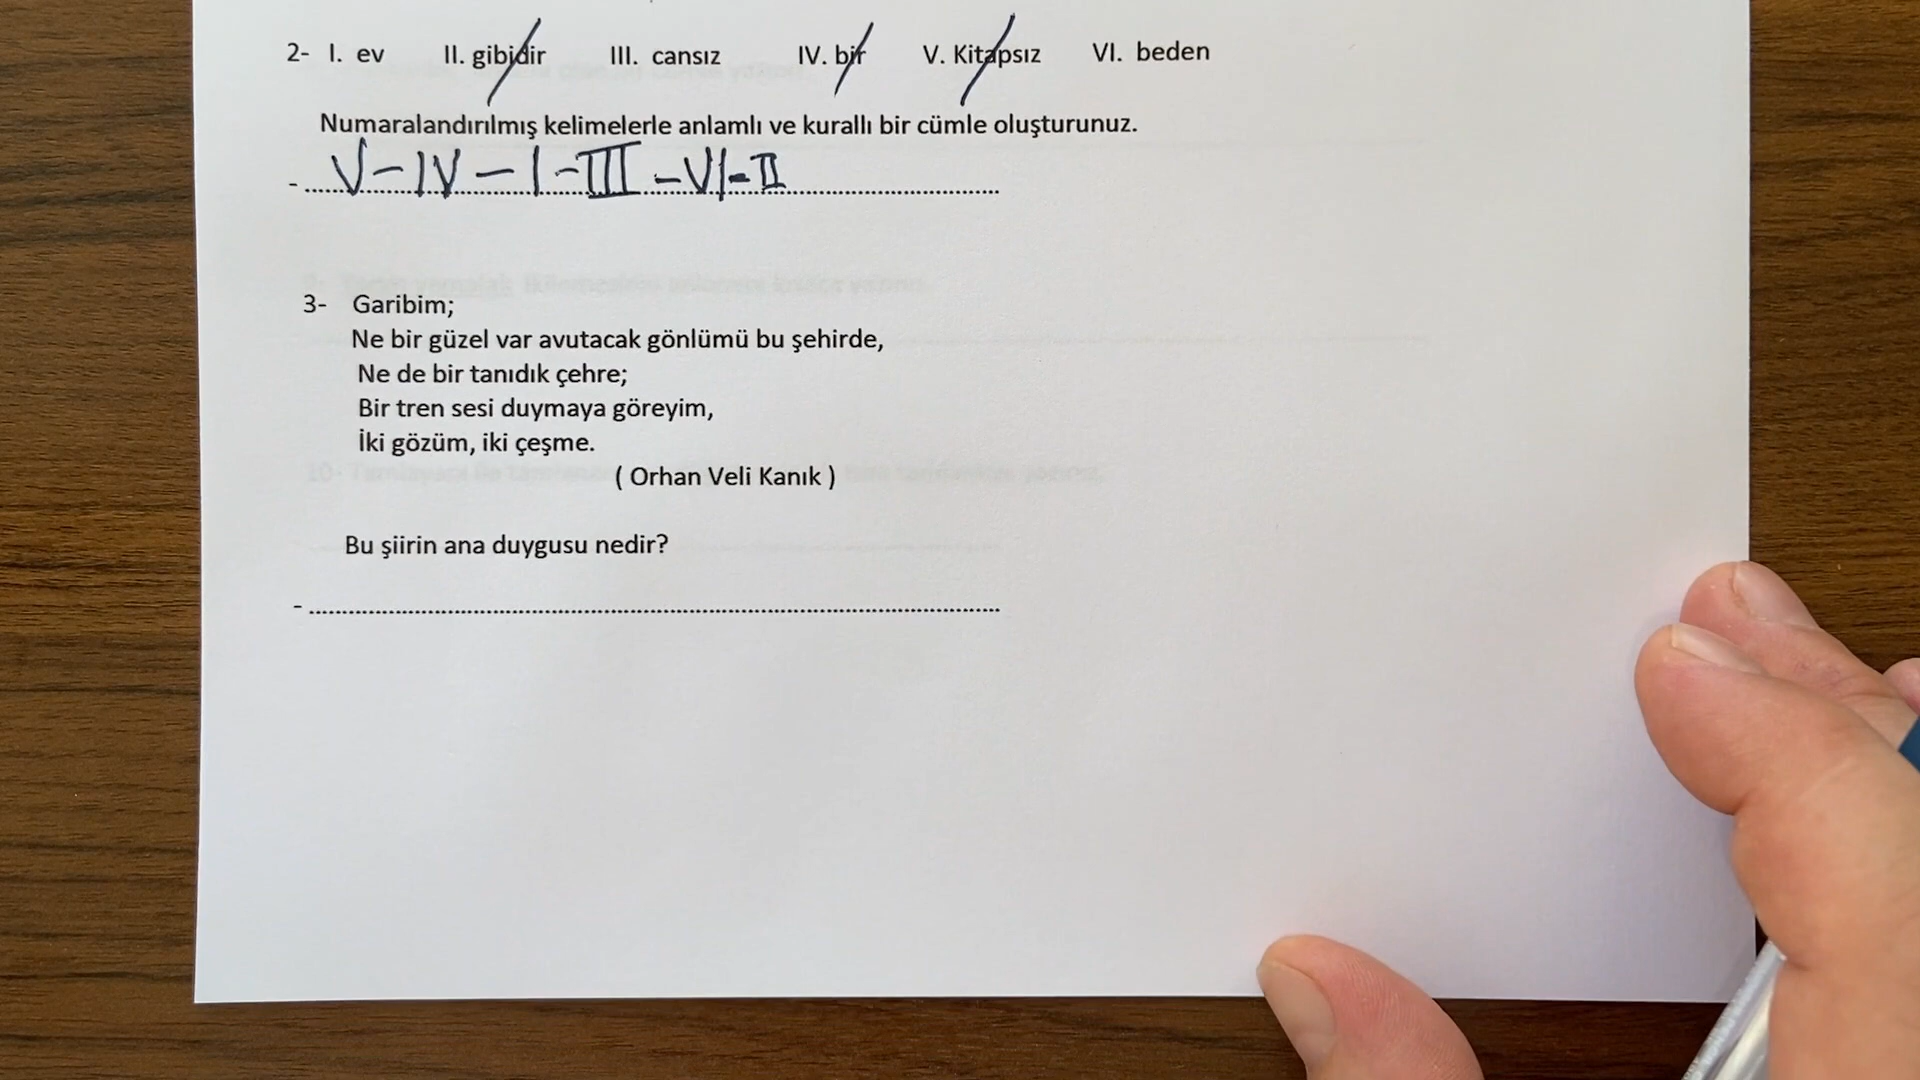 2- I. ev II. gibidir III. cansız IV. bir V. Kitapsız VI. beden
Numaralandırılmış kelimelerle anlamlı ve kurallı bir cümle oluşturunuz.
- V – IV – I – III – VI – II
3- Garibim;
Ne bir güzel var avutacak gönlümü bu şehirde,
Ne de bir tanıdık çehre;
Bir tren sesi duymaya göreyim,
İki gözüm, iki çeşme.
( Orhan Veli Kanık )
Bu şiirin ana duygusu nedir?
- ........................................................................